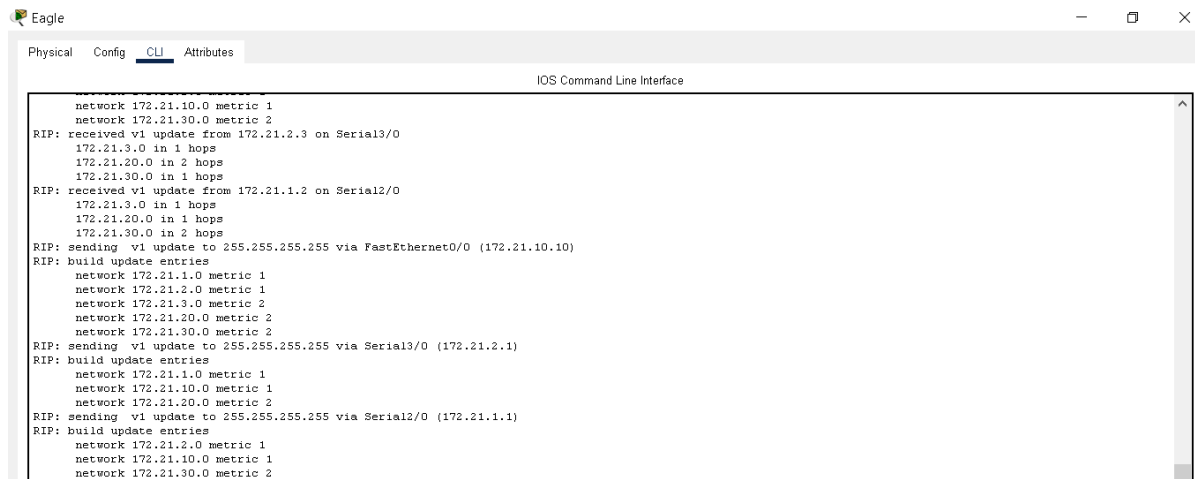 Eagle
Physical Config CLI Attributes
IOS Command Line Interface
network 172.21.10.0 metric 1
network 172.21.30.0 metric 2
RIP: received v1 update from 172.21.2.3 on Serial3/0
172.21.3.0 in 1 hops
172.21.20.0 in 2 hops
172.21.30.0 in 1 hops
RIP: received v1 update from 172.21.1.2 on Serial2/0
172.21.3.0 in 1 hops
172.21.20.0 in 1 hops
172.21.30.0 in 2 hops
RIP: sending  v1 update to 255.255.255.255 via FastEthernet0/0 (172.21.10.10)
RIP: build update entries
network 172.21.1.0 metric 1
network 172.21.2.0 metric 1
network 172.21.3.0 metric 2
network 172.21.20.0 metric 2
network 172.21.30.0 metric 2
RIP: sending  v1 update to 255.255.255.255 via Serial3/0 (172.21.2.1)
RIP: build update entries
network 172.21.1.0 metric 1
network 172.21.10.0 metric 1
network 172.21.20.0 metric 2
RIP: sending  v1 update to 255.255.255.255 via Serial2/0 (172.21.1.1)
RIP: build update entries
network 172.21.2.0 metric 1
network 172.21.10.0 metric 1
network 172.21.30.0 metric 2